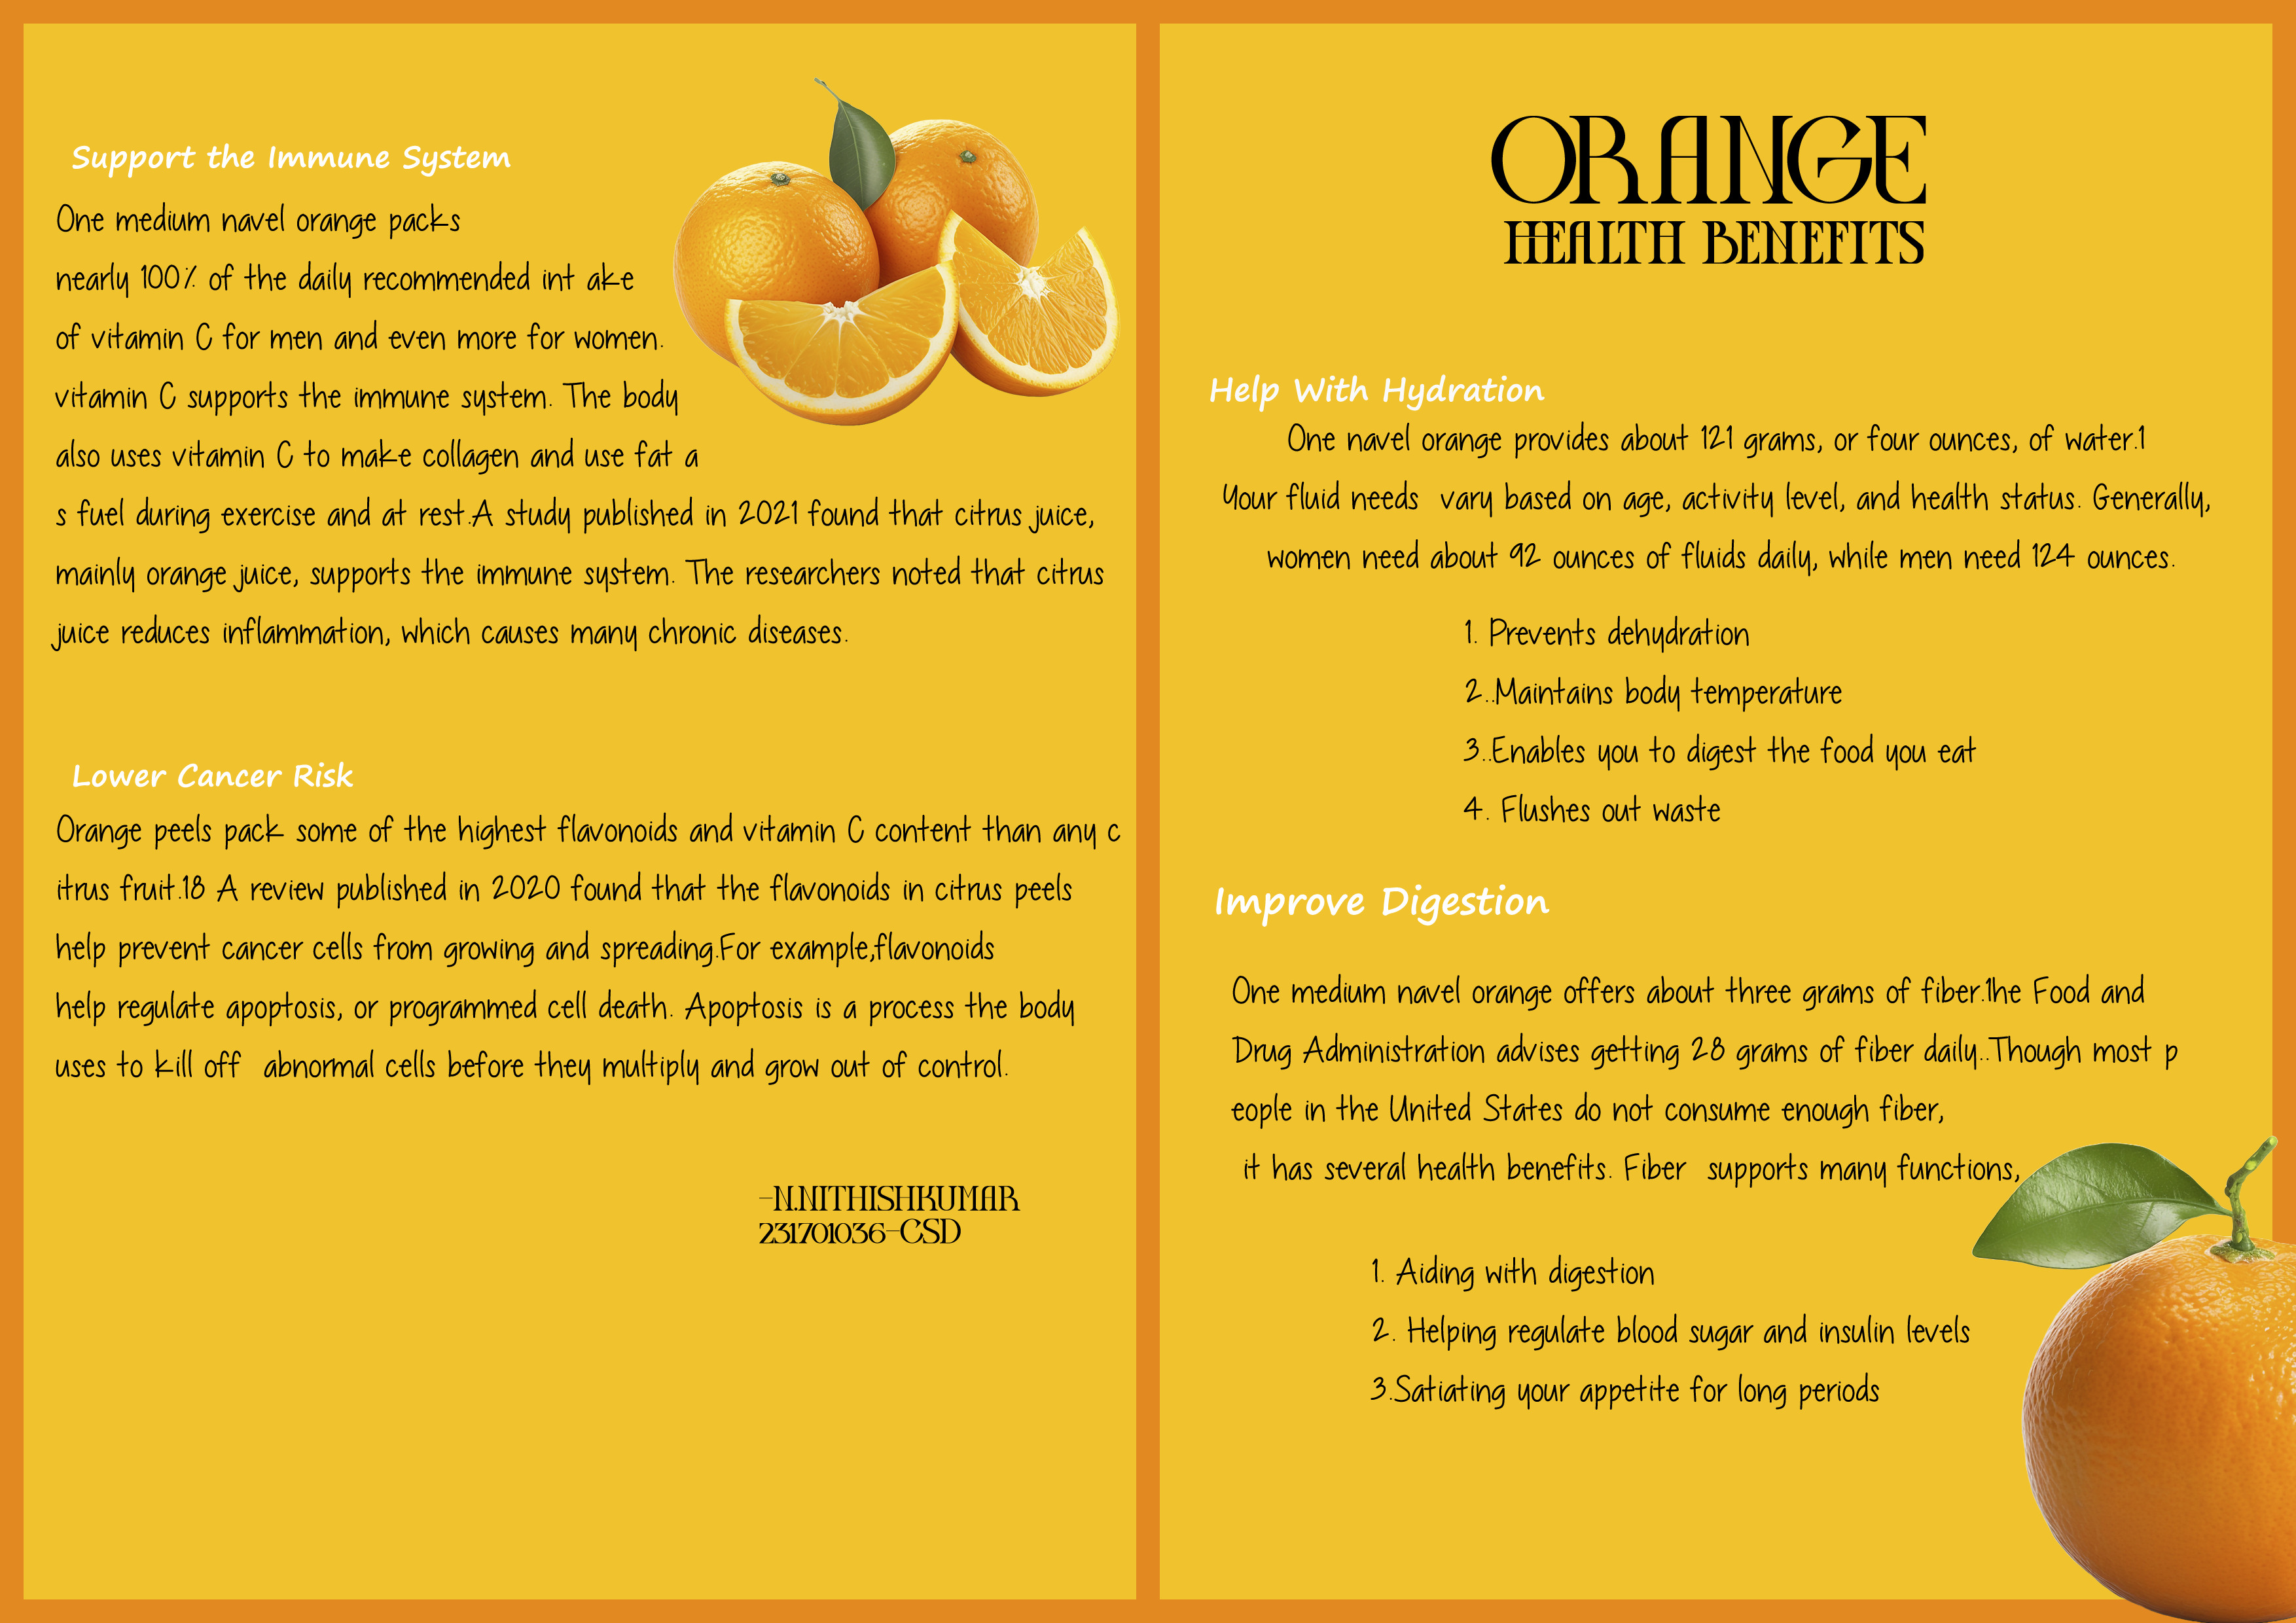 Support the Immune System
One medium navel orange packs
nearly 100% of the daily recommended int ake
of vitamin C for men and even more for women.
vitamin C supports the immune system. The body
also uses vitamin C to make collagen and use fat a
s fuel during exercise and at rest.A study published in 2021 found that citrus juice,
mainly orange juice, supports the immune system. The researchers noted that citrus
juice reduces inflammation, which causes many chronic diseases.
Lower Cancer Risk
Orange peels pack some of the highest flavonoids and vitamin C content than any c
itrus fruit.18 A review published in 2020 found that the flavonoids in citrus peels
help prevent cancer cells from growing and spreading.For example,flavonoids
help regulate apoptosis, or programmed cell death. Apoptosis is a process the body
uses to kill off  abnormal cells before they multiply and grow out of control.
-N.NITHISHKUMAR
231701036-CSD
ORANGE
HEALTH BENEFITS
Help With Hydration
One navel orange provides about 121 grams, or four ounces, of water.1
Your fluid needs  vary based on age, activity level, and health status. Generally,
women need about 92 ounces of fluids daily, while men need 124 ounces.
1. Prevents dehydration
2..Maintains body temperature
3..Enables you to digest the food you eat
4. Flushes out waste
Improve Digestion
One medium navel orange offers about three grams of fiber.1he Food and
Drug Administration advises getting 28 grams of fiber daily..Though most p
eople in the United States do not consume enough fiber,
it has several health benefits. Fiber  supports many functions,
1. Aiding with digestion
2. Helping regulate blood sugar and insulin levels
3.Satiating your appetite for long periods